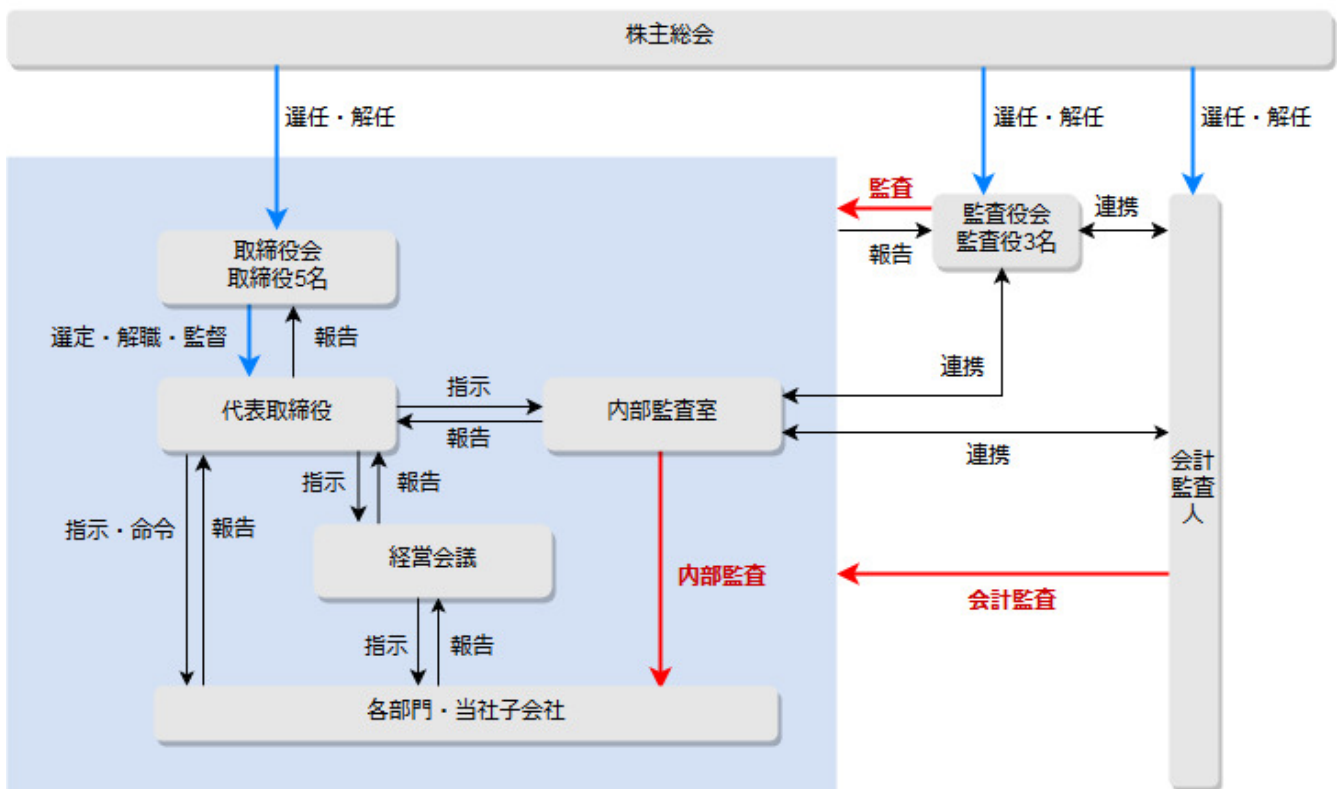 株主総会
選任・解任
選任・解任
選任・解任
監査
報告
監査役会
監査役3名
連携
取締役会
取締役5名
選定・解職・監督
報告
連携
代表取締役
指示
報告
内部監査室
連携
会計
監査
人
指示・命令
報告
指示
報告
経営会議
内部監査
会計監査
指示
報告
各部門・当社子会社